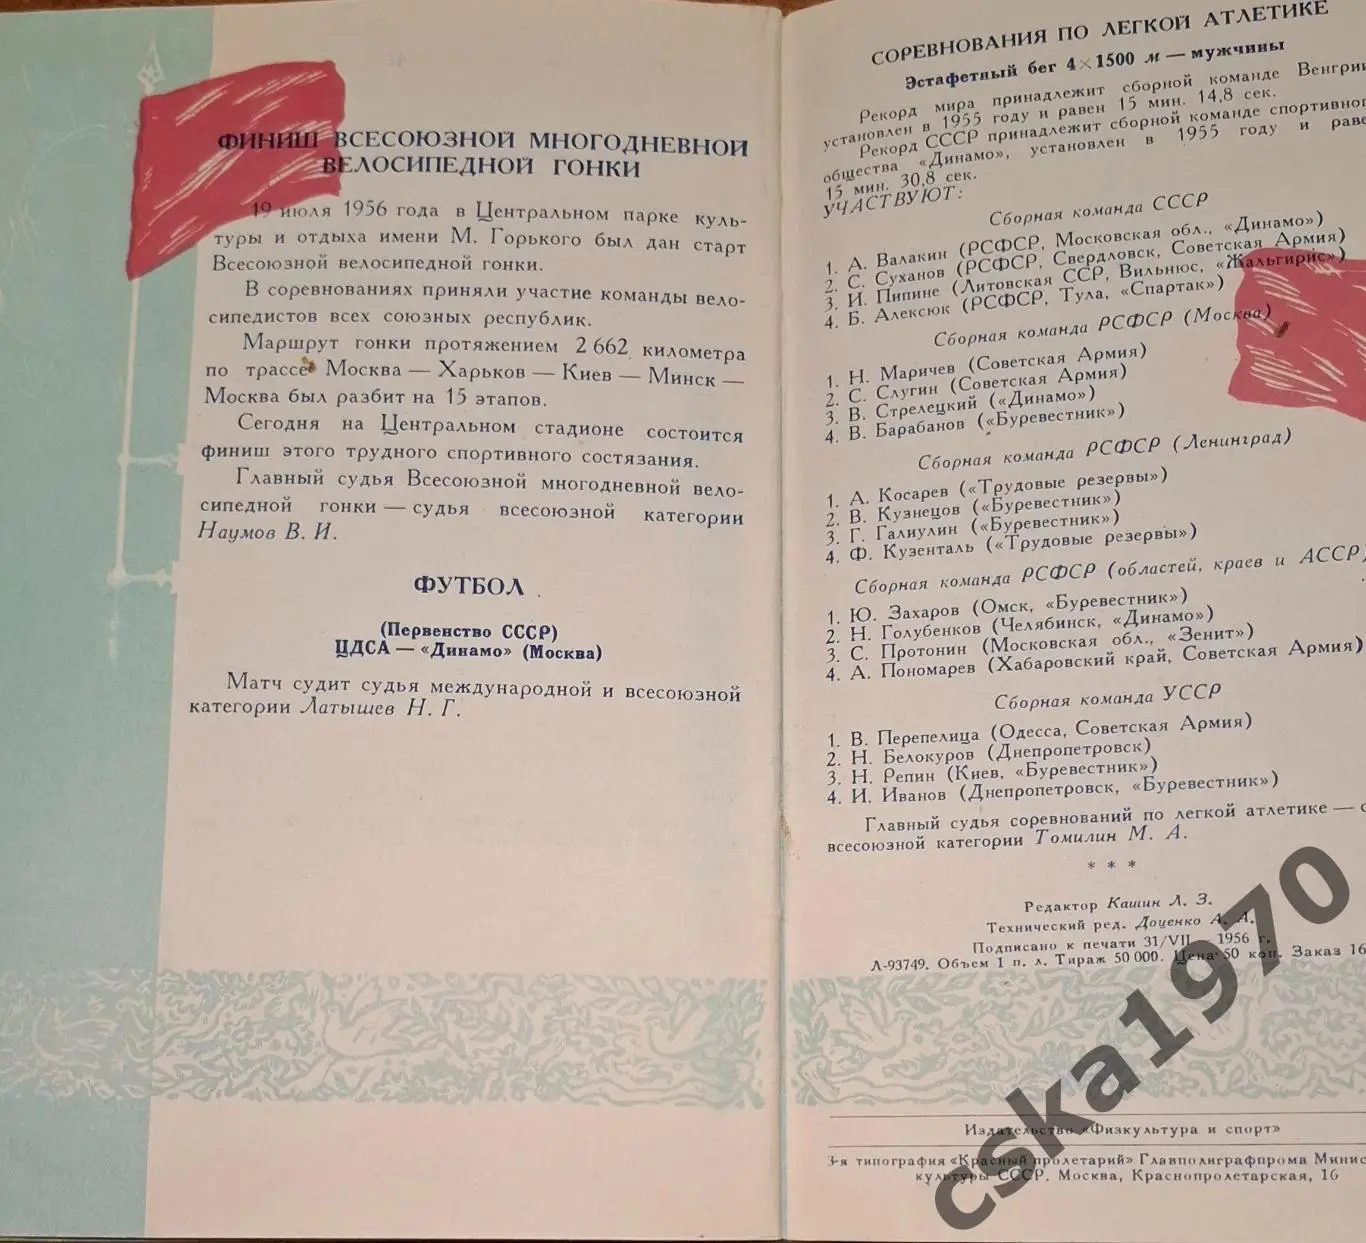 ФИНИШ ВСЕСОЮЗНОЙ МНОГОДНЕВНОЙ
ВЕЛОСИПЕДНОЙ ГОНКИ
19 июля 1956 года в Центральном парке куль-
туры и отдыха имени М. Горького был дан старт
Всесоюзной велосипедной гонки.
В соревнованиях приняли участие команды вело-
сипедистов всех союзных республик.
Маршрут гонки протяжением 2 662 километра
по трассе Москва — Харьков — Киев — Минск —
Москва был разбит на 15 этапов.
Сегодня на Центральном стадионе состоится
финиш этого трудного спортивного состязания.
Главный судья Всесоюзной многодневной вело-
сипедной гонки — судья всесоюзной категории
Наумов В. И.
ФУТБОЛ
(Первенство СССР)
ЦДСА — «Динамо» (Москва)
Матч судит судья международной и всесоюзной
категории Латышев Н. Г.
СОРЕВНОВАНИЯ ПО ЛЕГКОЙ АТЛЕТИКЕ
Эстафетный бег 4×1500 м — мужчины
Рекорд мира принадлежит сборной команде Венгрии
установлен в 1955 году и равен 15 мин. 14,8 сек.
Рекорд СССР принадлежит сборной команде спортивног
общества «Динамо», установлен в 1955 году и раве
15 мин. 30,8 сек.
УЧАСТВУЮТ:
Сборная команда СССР
1. А. Валакин (РСФСР, Московская обл., «Динамо»)
2. С. Суханов (РСФСР, Свердловск, Советская Армия)
3. И. Пипине (Литовская ССР, Вильнюс, «Жальгирис»)
4. Б. Алексюк (РСФСР, Тула, «Спартак»)
Сборная команда РСФСР (Москва)
1. Н. Маричев (Советская Армия)
2. С. Слугин (Советская Армия)
3. В. Стрелецкий («Динамо»)
4. В. Барабанов («Буревестник»)
Сборная команда РСФСР (Ленинград)
1. А. Косарев («Трудовые резервы»)
2. В. Кузнецов («Буревестник»)
3. Г. Галиулин («Буревестник»)
4. Ф. Кузенталь («Трудовые резервы»)
Сборная команда РСФСР (областей, краев и АССР)
1. Ю. Захаров (Омск, «Буревестник»)
2. Н. Голубенков (Челябинск, «Динамо»)
3. С. Протонин (Московская обл., «Зенит»)
4. А. Пономарев (Хабаровский край, Советская Армия)
Сборная команда УССР
1. В. Перепелица (Одесса, Советская Армия)
2. Н. Белокуров (Днепропетровск)
3. Н. Репин (Киев, «Буревестник»)
4. И. Иванов (Днепропетровск, «Буревестник»)
Главный судья соревнований по легкой атлетике — с
всесоюзной категории Томилин М. А.
* * *
Редактор Кашин Л. З.
Технический ред. Доценко А. А.
Подписано к печати 31/VII 1956 г.
Л-93749. Объем 1 п. л. Тираж 50 000. Цена 50 коп. Заказ 16
Издательство «Физкультура и спорт»
3-я типография «Красный пролетарий» Главполиграфпрома Минис
культуры СССР. Москва, Краснопролетарская, 16
cska1970